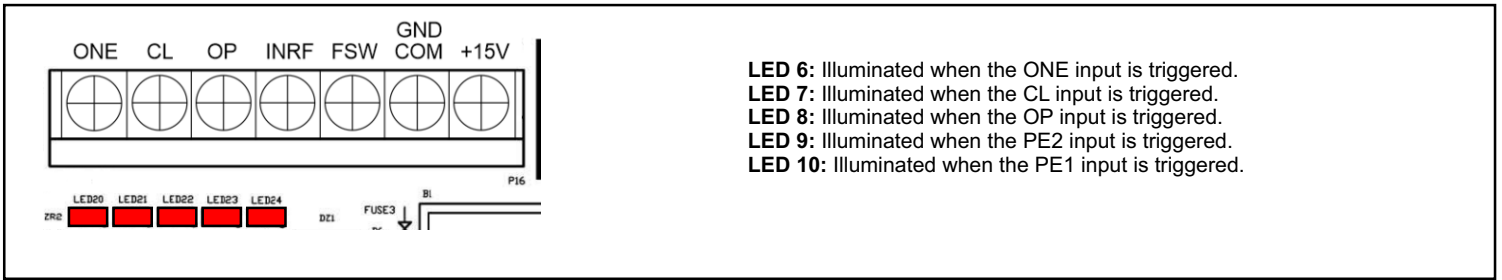 GND
ONE CL OP INRF FSW COM +15V
P16
LED20 LED21 LED22 LED23 LED24
ZR2
DZ1
FUSE3
B1
LED 6: Illuminated when the ONE input is triggered.
LED 7: Illuminated when the CL input is triggered.
LED 8: Illuminated when the OP input is triggered.
LED 9: Illuminated when the PE2 input is triggered.
LED 10: Illuminated when the PE1 input is triggered.